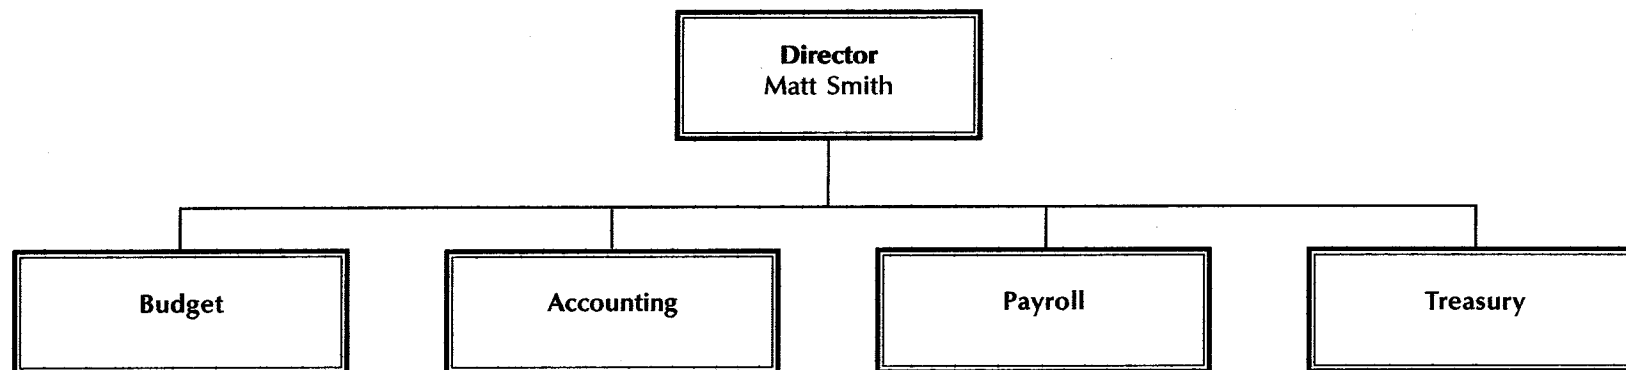 Director
Matt Smith
Budget
Accounting
Payroll
Treasury